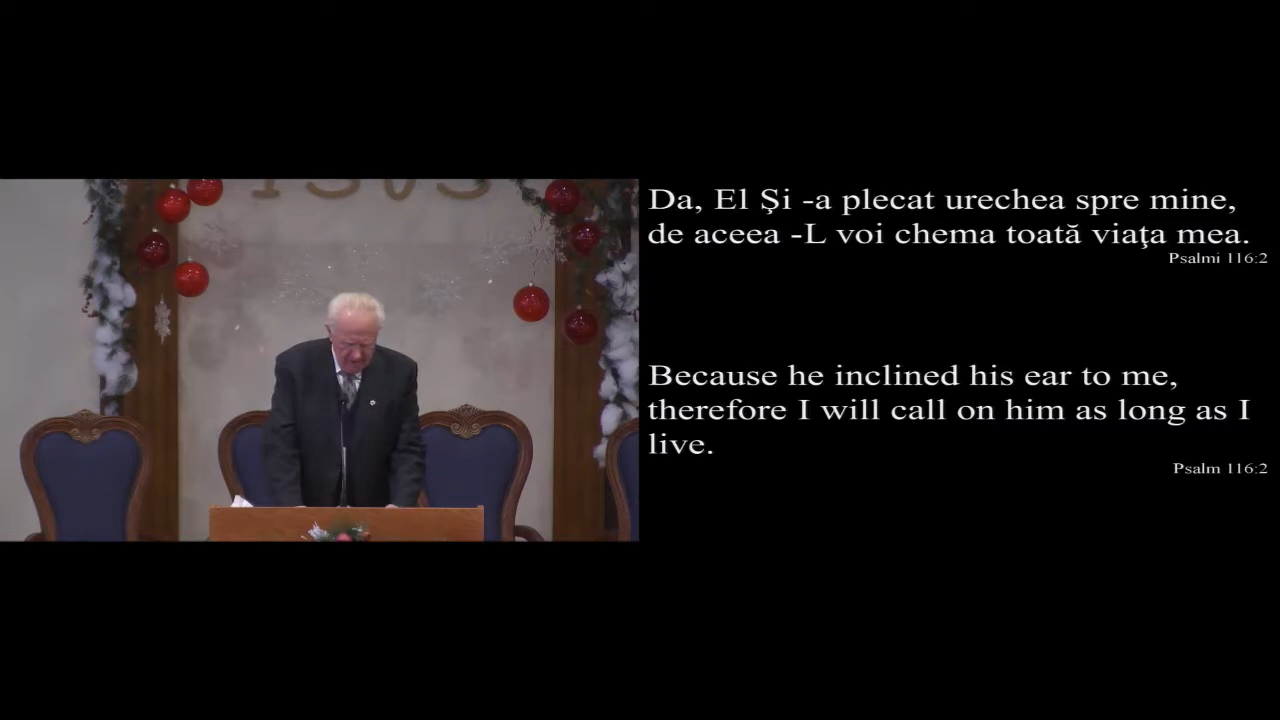 Da, El Şi -a plecat urechea spre mine,
de aceea -L voi chema toată viaţa mea.
Psalmi 116:2
Because he inclined his ear to me,
therefore I will call on him as long as I
live.
Psalm 116:2